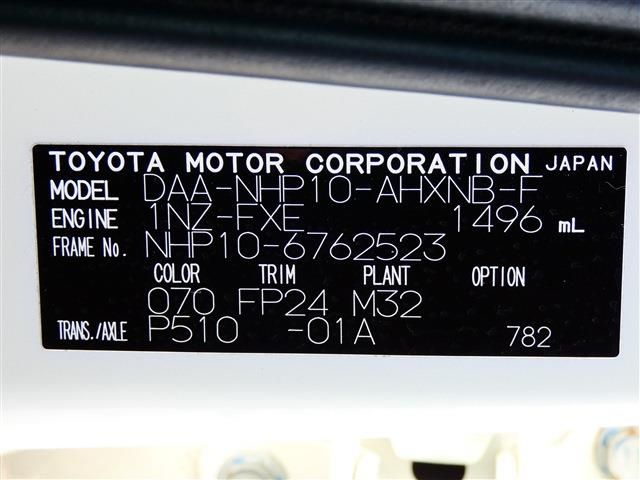 TOYOTA MOTOR CORPORATION JAPAN
MODEL DAA-NHP10-AHXNB-F
ENGINE 1NZ-FXE 1496 mL
FRAME No. NHP10-6762523
COLOR TRIM PLANT OPTION
070 FP24 M32
TRANS./AXLE P510 -01A 782